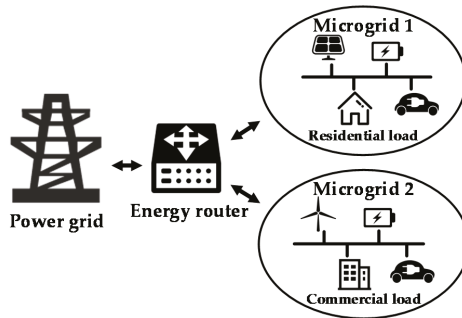 Microgrid 1
Residential load
Power grid
Energy router
Microgrid 2
Commercial load